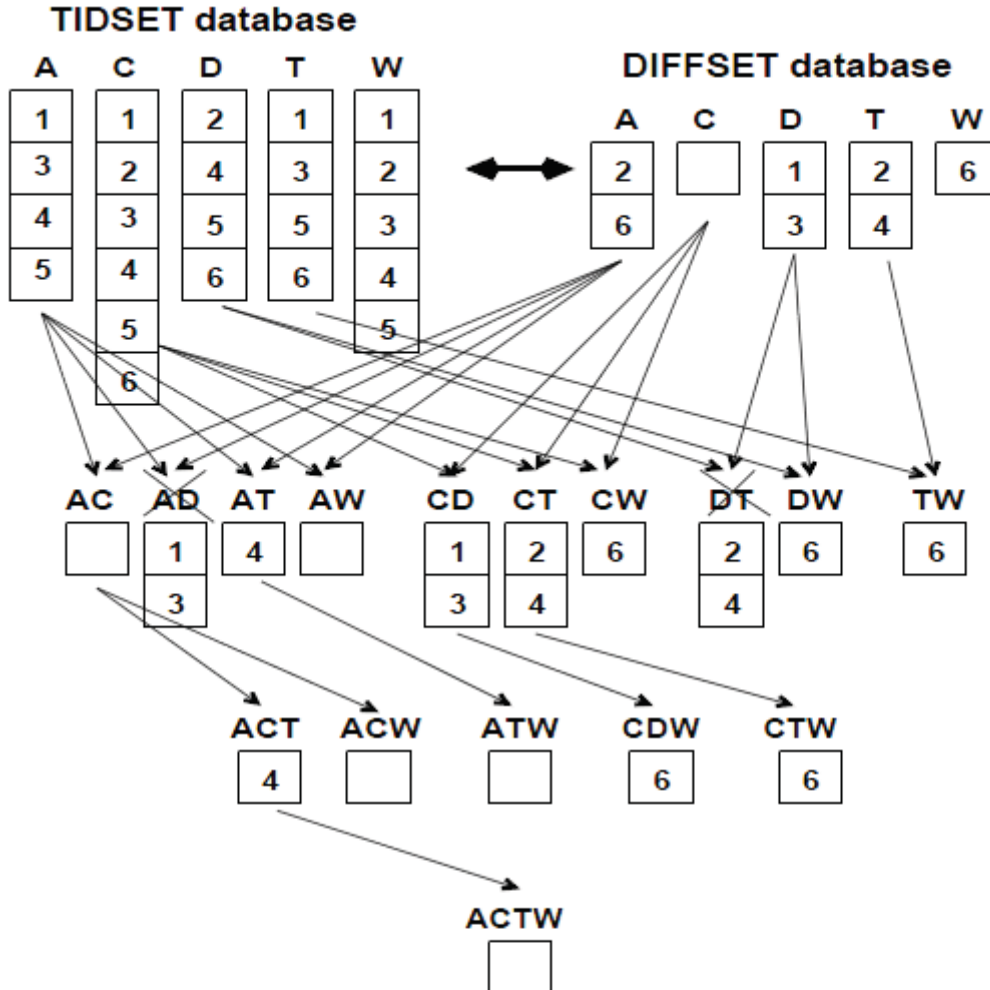 TIDSET database
A C D T W
1 1 2 1 1
3 2 4 3 2
4 3 5 5 3
5 4 6 6 4
5 5
6
DIFFSET database
A C D T W
2 1 2 6
6 3 4
AC AD AT AW CD CT CW DT DW TW
1 4 1 2 6 2 6 6
3 3 4 4
ACT ACW ATW CDW CTW
4 6 6
ACTW